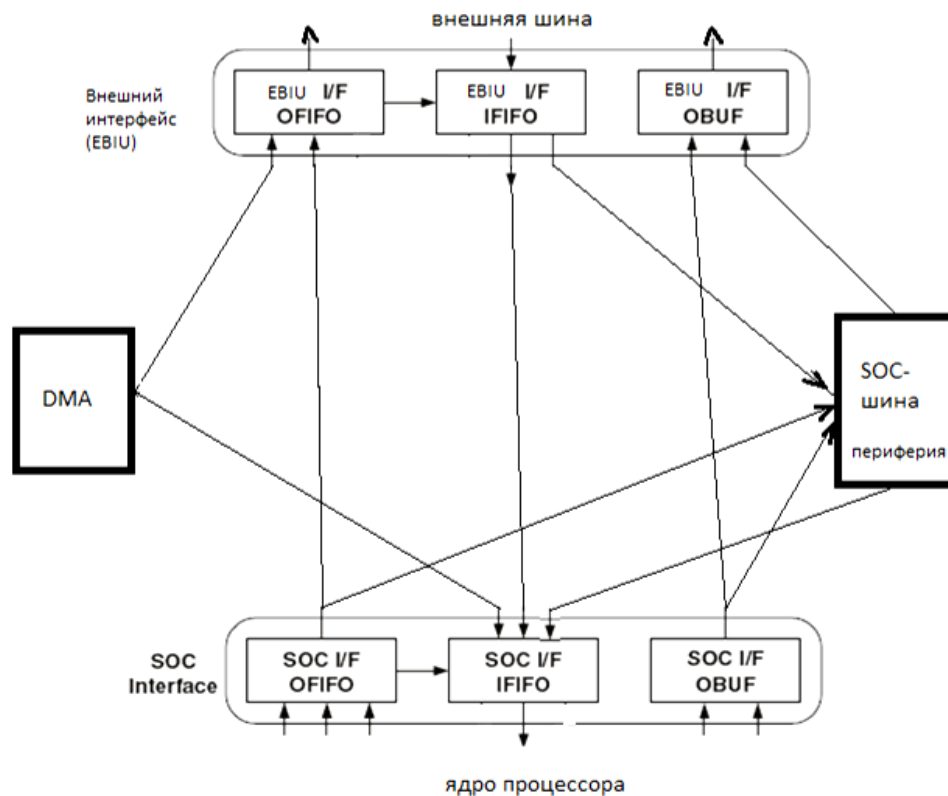 внешняя шина
Внешний
интерфейс
(EBIU)
EBIU I/F
OFIFO
EBIU I/F
IFIFO
EBIU I/F
OBUF
DMA
SOC-
шина
периферия
SOC
Interface
SOC I/F
OFIFO
SOC I/F
IFIFO
SOC I/F
OBUF
ядро процессора